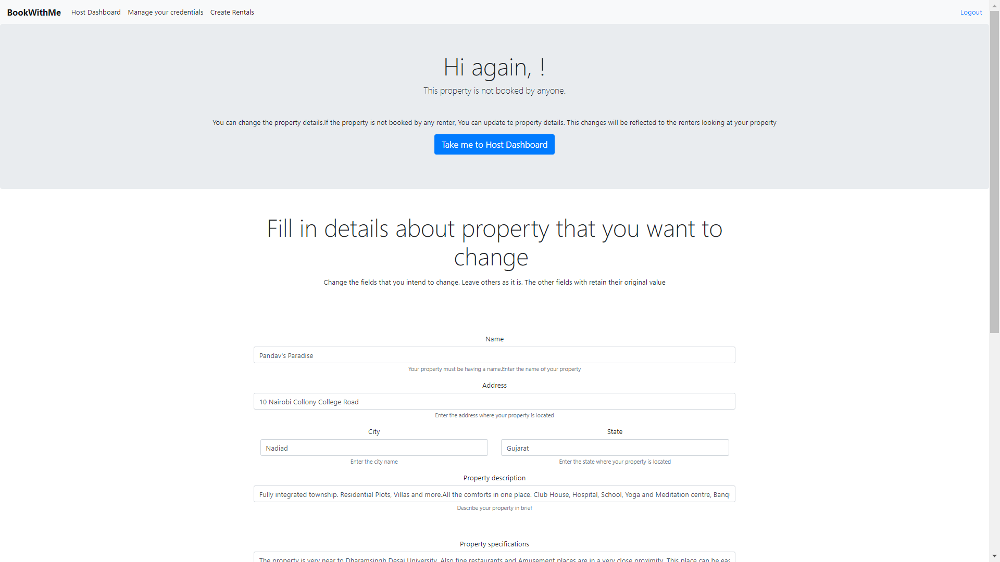 BookWithMe Host Dashboard Manage your credentials Create Rentals Logout
Hi again, !
This property is not booked by anyone.
You can change the property details.If the property is not booked by any renter, You can update te property details. This changes will be reflected to the renters looking at your property
Take me to Host Dashboard
Fill in details about property that you want to
change
Change the fields that you intend to change. Leave others as it is. The other fields with retain their original value
Name
Pandav's Paradise
Your property must be having a name.Enter the name of your property
Address
10 Nairobi Collony College Road
Enter the address where your property is located
City State
Nadiad Gujarat
Enter the city name Enter the state where your property is located
Property description
Fully integrated township. Residential Plots, Villas and more.All the comforts in one place. Club House, Hospital, School, Yoga and Meditation centre, Banq
Describe your property in brief
Property specifications
The property is very near to Dharamsingh Desai University. Also fine restaurants and Amusement places are in a very close proximity. This place can be eas